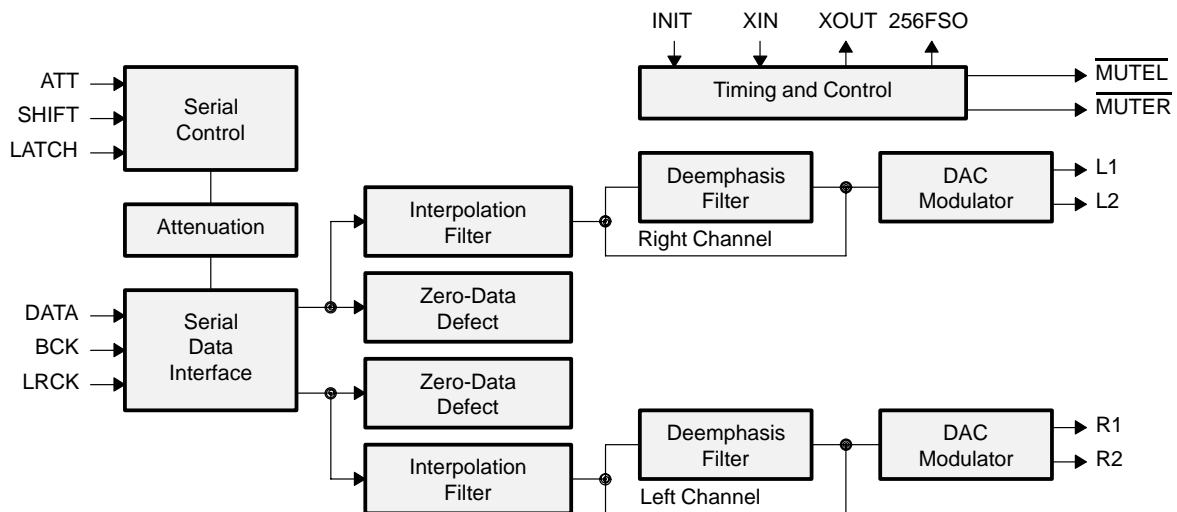 INIT XIN XOUT 256FSO
ATT
SHIFT
LATCH
Serial
Control
Timing and Control
MUTEL
MUTER
Attenuation
Interpolation
Filter
Deemphasis
Filter
Right Channel
DAC
Modulator
L1
L2
DATA
BCK
LRCK
Serial
Data
Interface
Zero-Data
Defect
Zero-Data
Defect
Interpolation
Filter
Deemphasis
Filter
Left Channel
DAC
Modulator
R1
R2